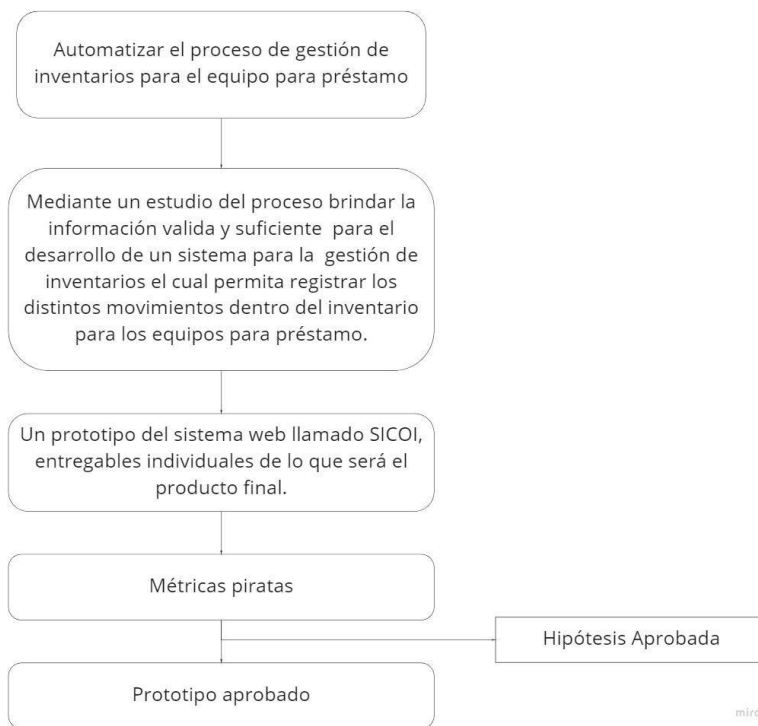 Automatizar el proceso de gestión de
inventarios para el equipo para préstamo
Mediante un estudio del proceso brindar la
información valida y suficiente para el
desarrollo de un sistema para la gestión de
inventarios el cual permita registrar los
distintos movimientos dentro del inventario
para los equipos para préstamo.
Un prototipo del sistema web llamado SICOI,
entregables individuales de lo que será el
producto final.
Métricas piratas
Hipótesis Aprobada
Prototipo aprobado